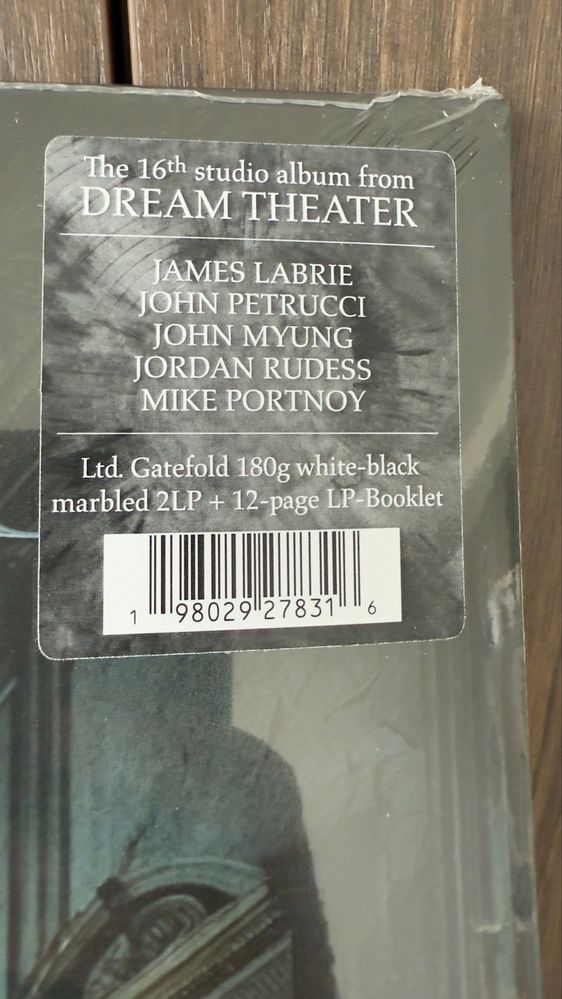 The 16th studio album from
DREAM THEATER
JAMES LABRIE
JOHN PETRUCCI
JOHN MYUNG
JORDAN RUDESS
MIKE PORTNOY
Ltd. Gatefold 180g white-black
marbled 2LP + 12-page LP-Booklet
1 98029 27831 6